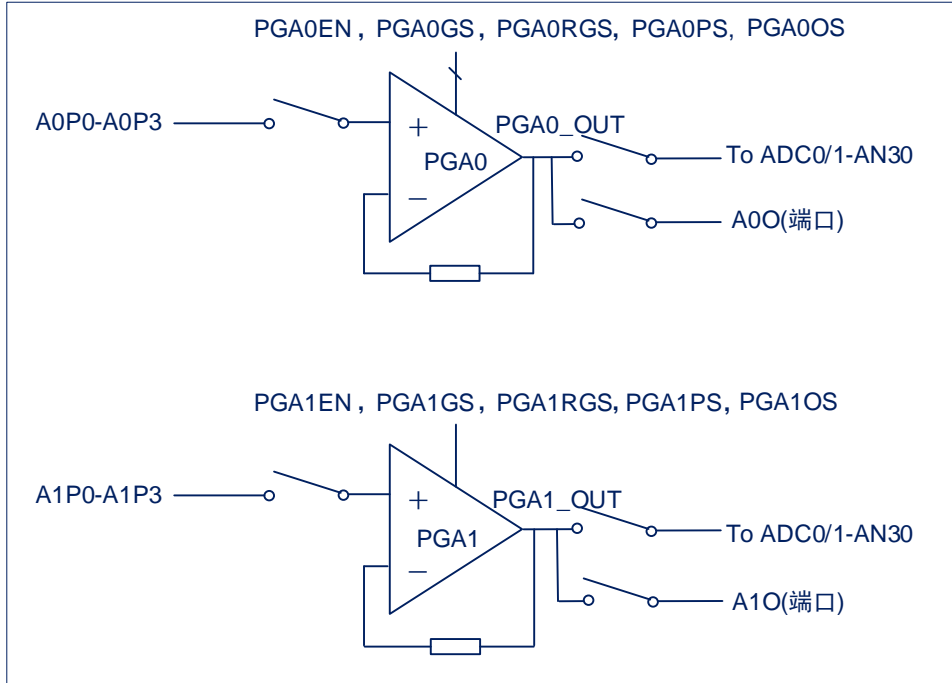 PGA0EN，PGA0GS，PGA0RGS, PGA0PS, PGA0OS
A0P0-A0P3
+
PGA0_OUT
PGA0
To ADC0/1-AN30
−
A0O(端口)
PGA1EN，PGA1GS，PGA1RGS, PGA1PS, PGA1OS
A1P0-A1P3
+
PGA1_OUT
PGA1
To ADC0/1-AN30
−
A1O(端口)